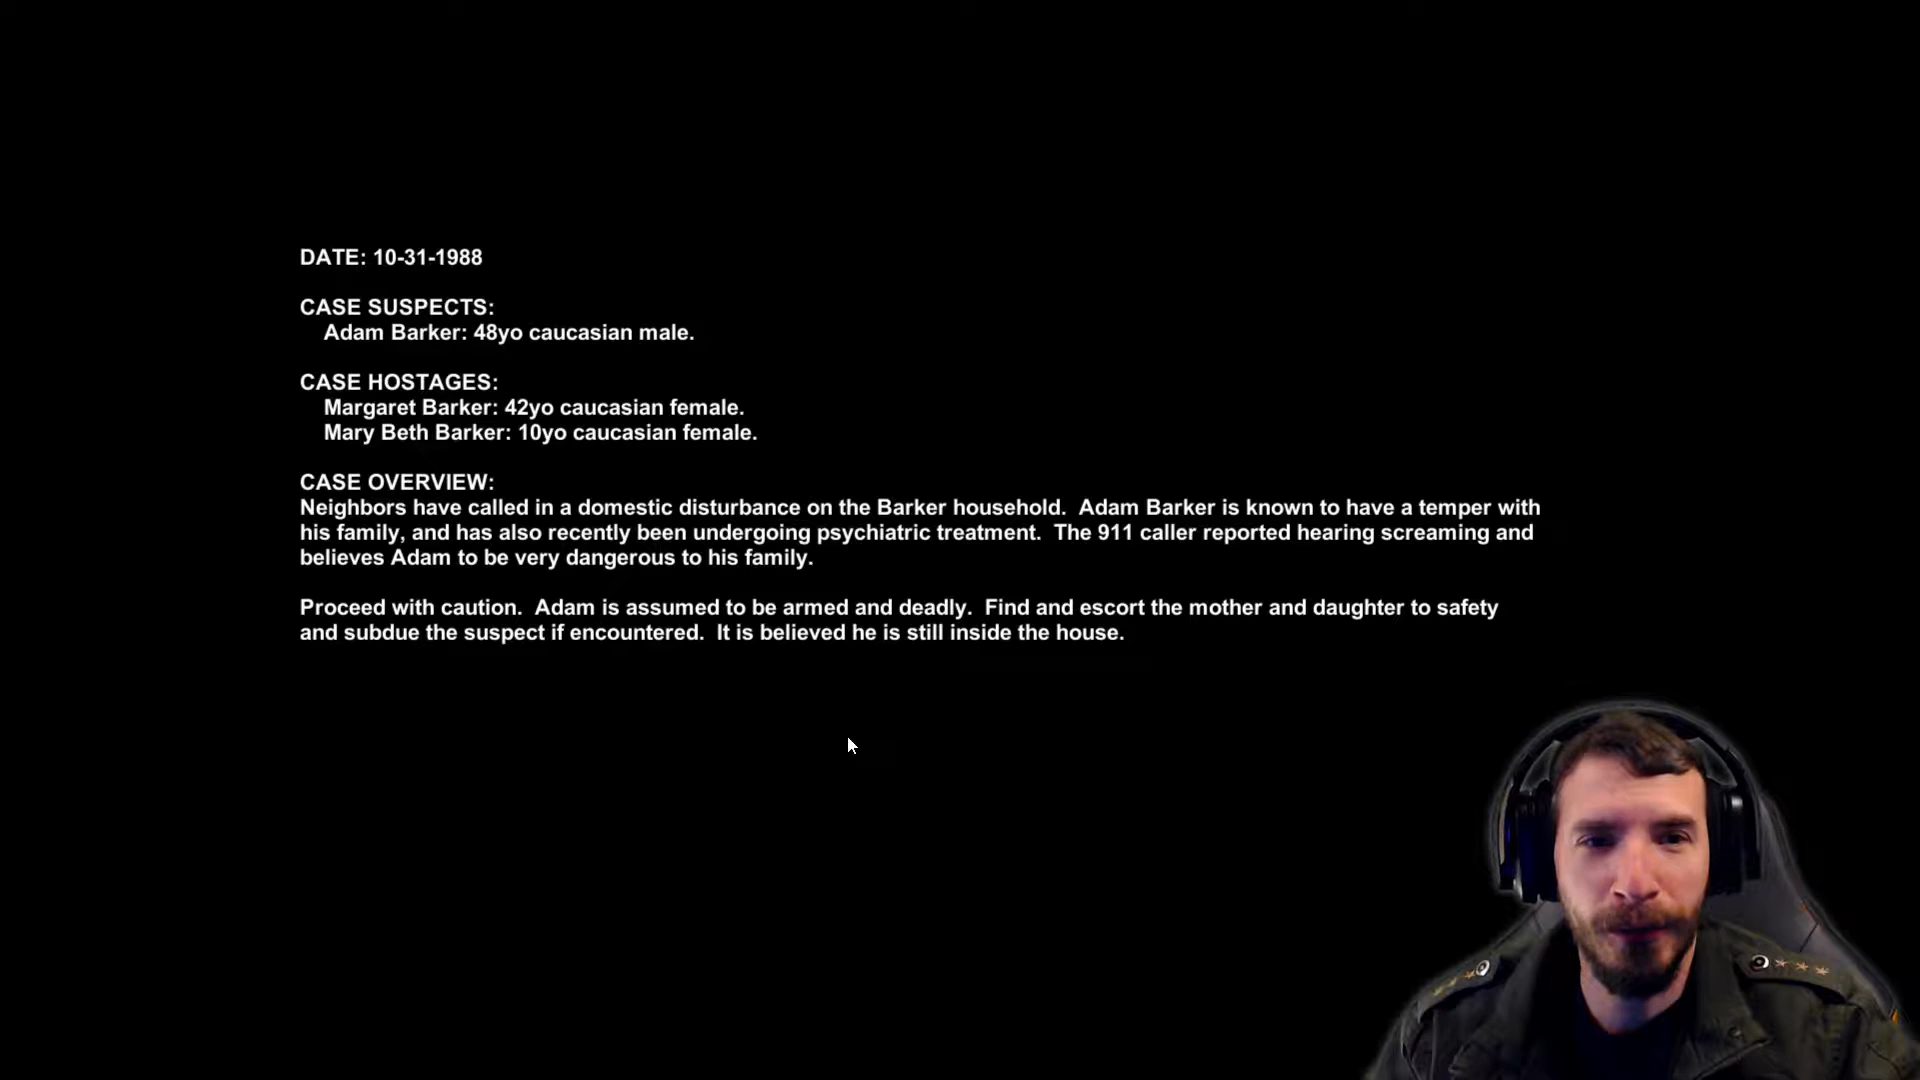 DATE: 10-31-1988
CASE SUSPECTS:
Adam Barker: 48yo caucasian male.
CASE HOSTAGES:
Margaret Barker: 42yo caucasian female.
Mary Beth Barker: 10yo caucasian female.
CASE OVERVIEW:
Neighbors have called in a domestic disturbance on the Barker household.  Adam Barker is known to have a temper with
his family, and has also recently been undergoing psychiatric treatment.  The 911 caller reported hearing screaming and
believes Adam to be very dangerous to his family.
Proceed with caution.  Adam is assumed to be armed and deadly.  Find and escort the mother and daughter to safety
and subdue the suspect if encountered.  It is believed he is still inside the house.